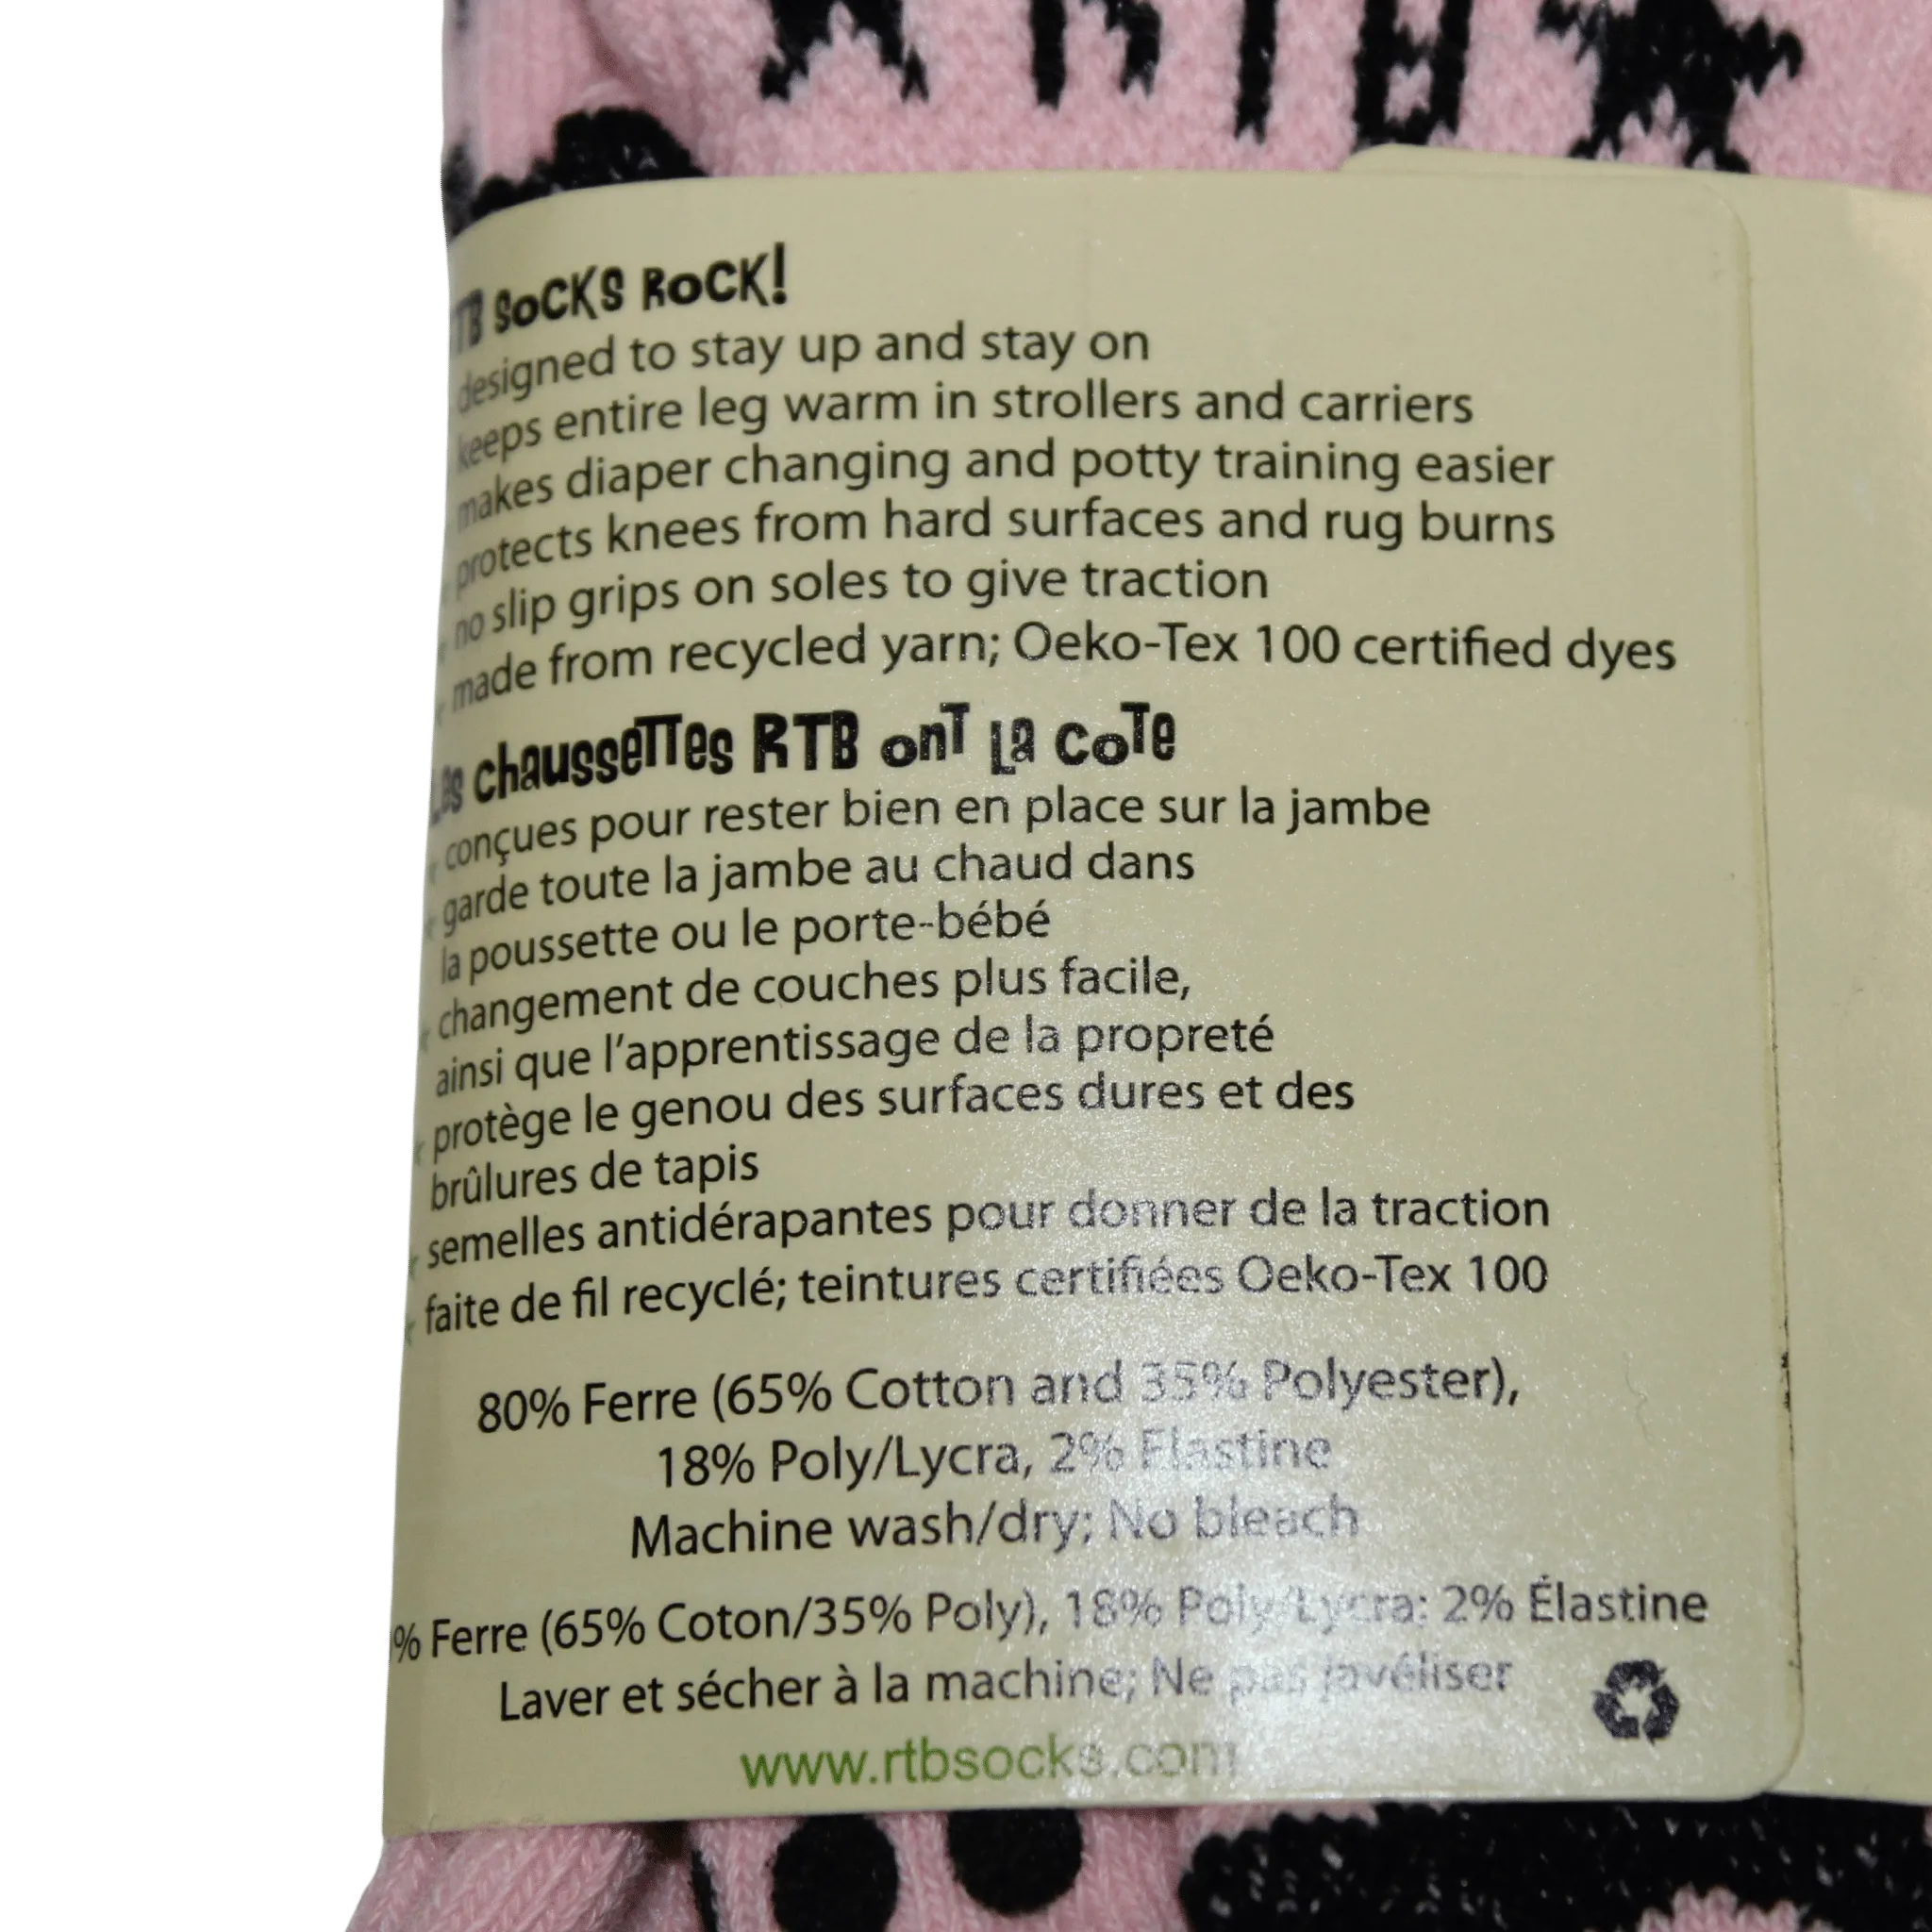 TB SOCKS ROCK!
designed to stay up and stay on
keeps entire leg warm in strollers and carriers
makes diaper changing and potty training easier
protects knees from hard surfaces and rug burns
no slip grips on soles to give traction
made from recycled yarn; Oeko-Tex 100 certified dyes
Les chaussettes RTB ont la cote
conçues pour rester bien en place sur la jambe
garde toute la jambe au chaud dans
la poussette ou le porte-bébé
changement de couches plus facile,
ainsi que l'apprentissage de la propreté
protège le genou des surfaces dures et des
brûlures de tapis
semelles antidérapantes pour donner de la traction
faite de fil recyclé; teintures certifiées Oeko-Tex 100
80% Ferre (65% Cotton and 35% Polyester),
18% Poly/Lycra, 2% Elastine
Machine wash/dry; No bleach
% Ferre (65% Coton/35% Poly), 18% Poly/Lycra: 2% Élastine
Laver et sécher à la machine; Ne pas javéliser
www.rtbsocks.com